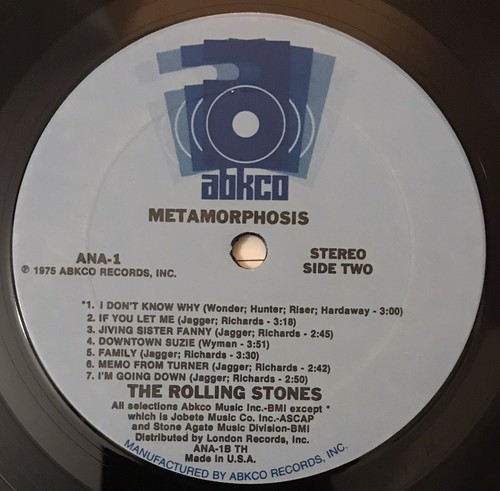 abkco
METAMORPHOSIS
ANA-1
℗ 1975 ABKCO RECORDS, INC.
STEREO
SIDE TWO
*1. I DON'T KNOW WHY (Wonder; Hunter; Riser; Hardaway - 3:00)
2. IF YOU LET ME (Jagger; Richards - 3:18)
3. JIVING SISTER FANNY (Jagger; Richards - 2:45)
4. DOWNTOWN SUZIE (Wyman - 3:51)
5. FAMILY (Jagger; Richards - 3:30)
6. MEMO FROM TURNER (Jagger; Richards - 2:42)
7. I'M GOING DOWN (Jagger; Richards - 2:50)
THE ROLLING STONES
All selections Abkco Music Inc.-BMI except *
which is Jobete Music Co. Inc.-ASCAP
and Stone Agate Music Division-BMI
Distributed by London Records, Inc.
ANA-1B TH
Made in U.S.A.
MANUFACTURED BY ABKCO RECORDS, INC.